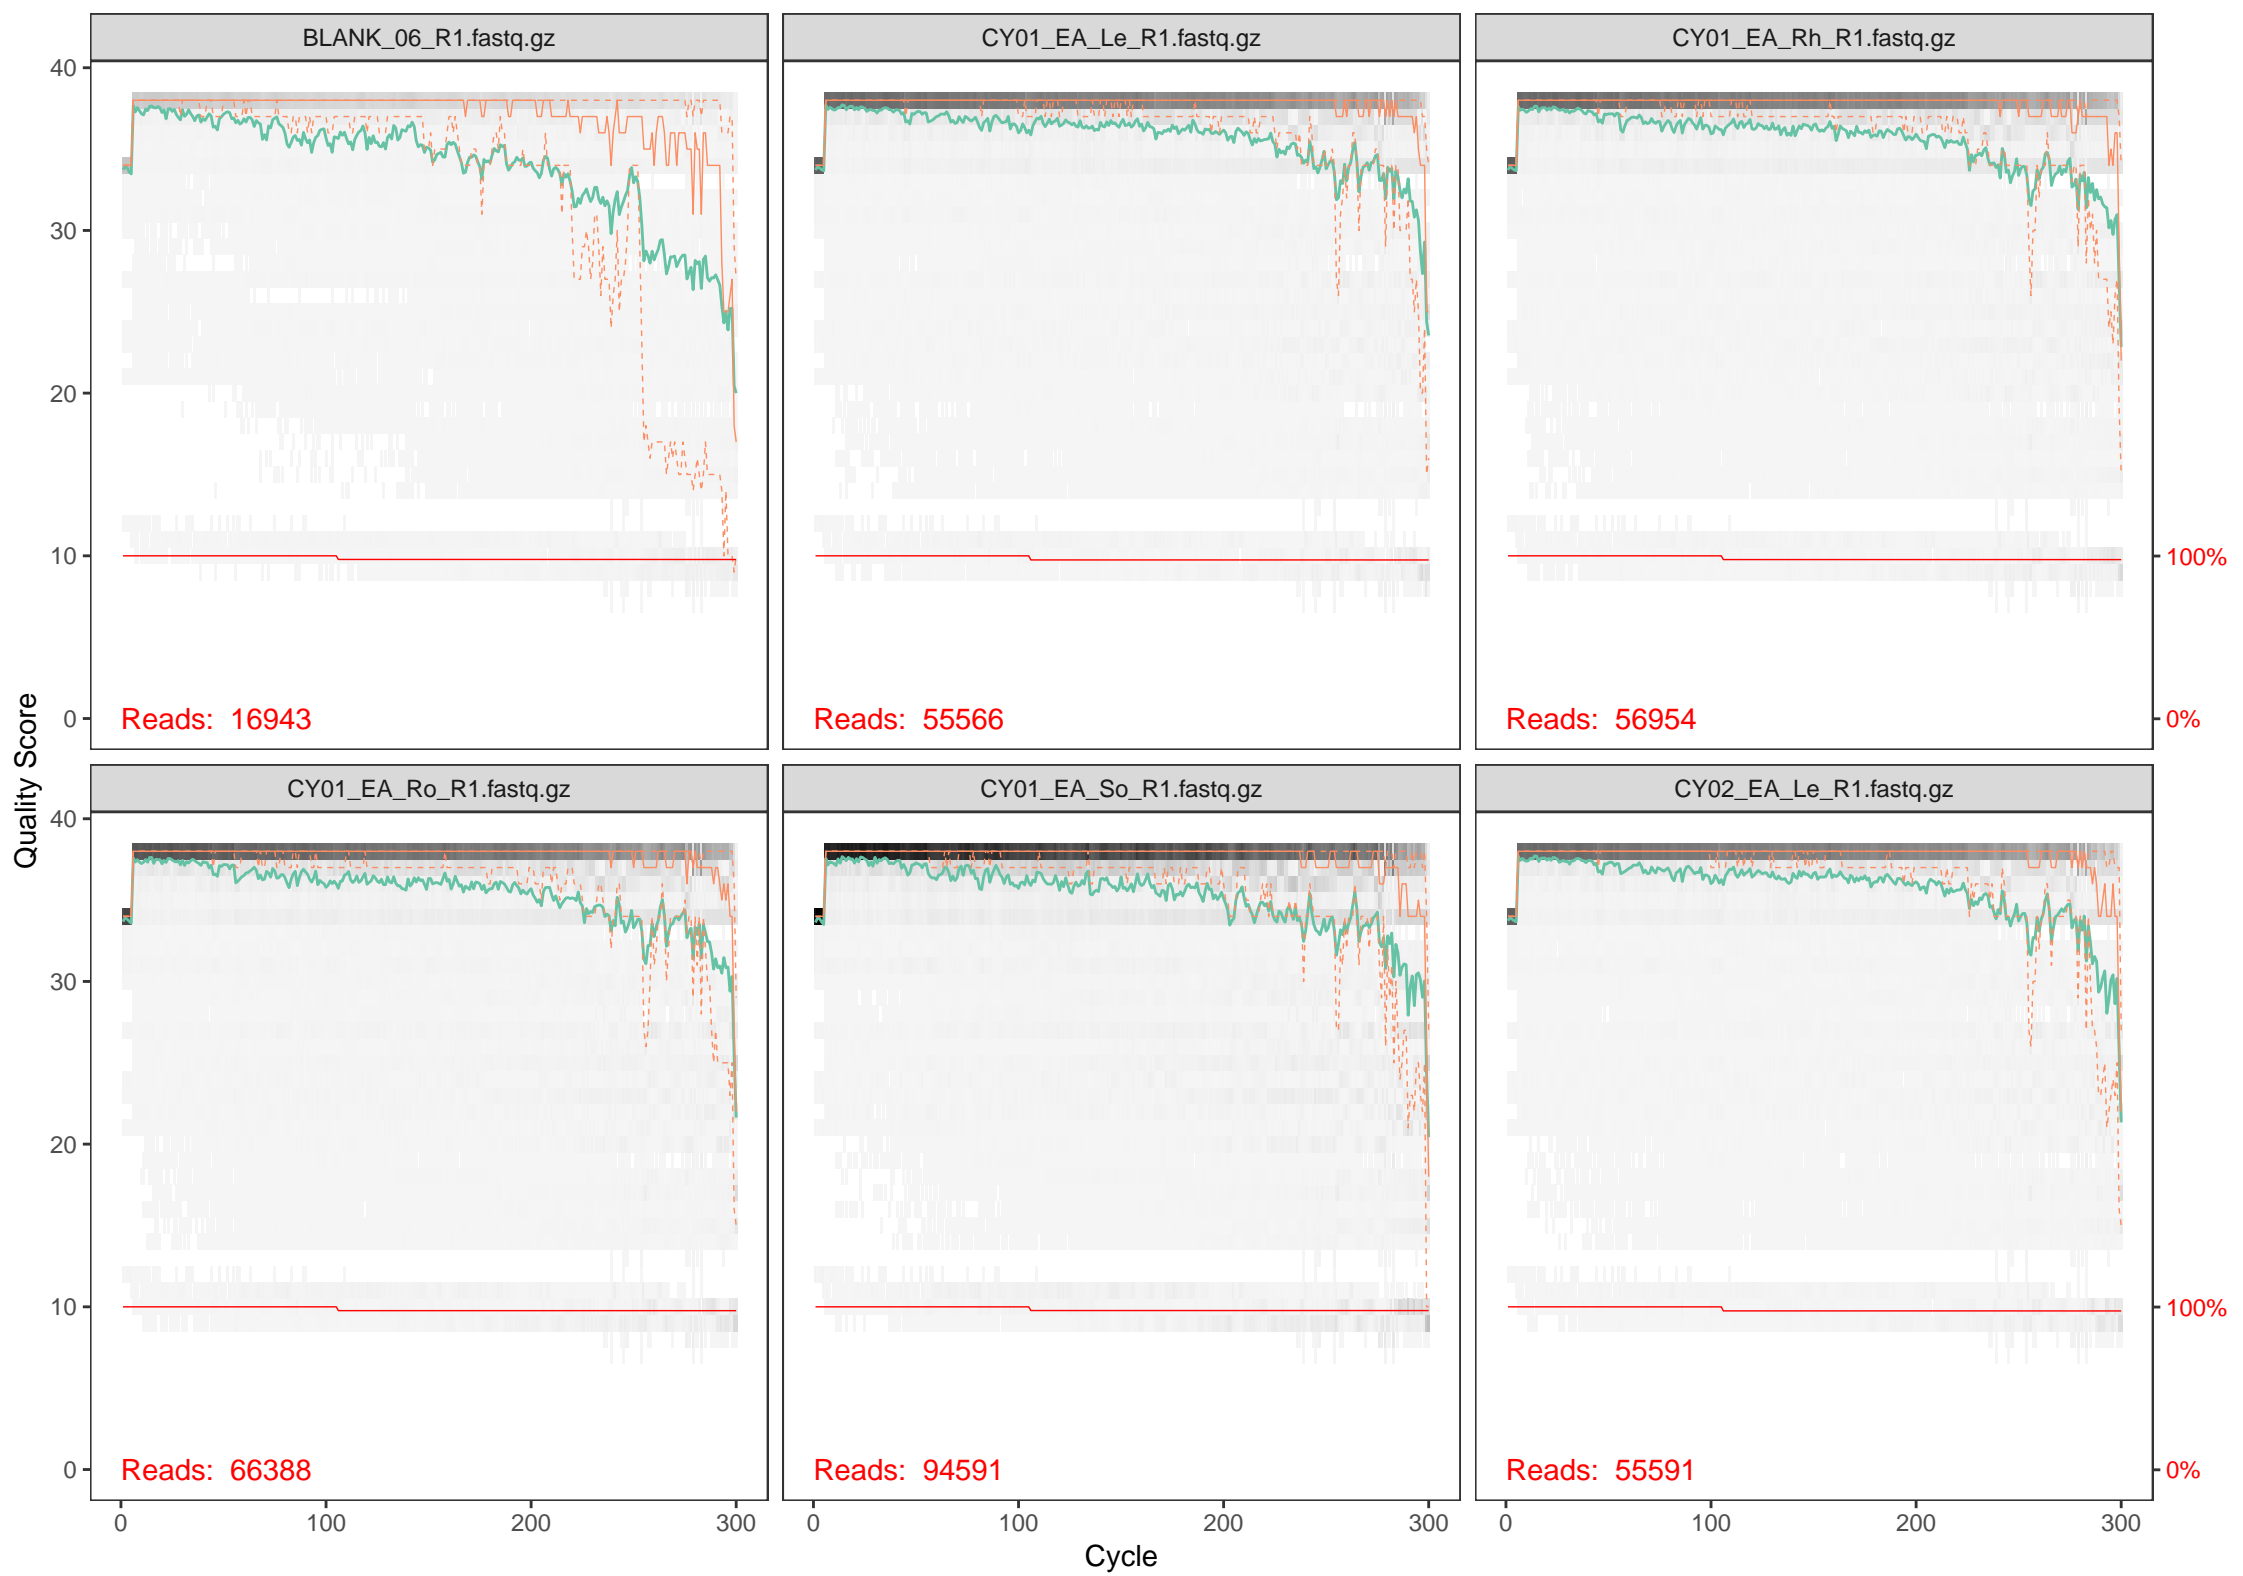 BLANK_06_R1.fastq.gz
CY01_EA_Le_R1.fastq.gz
CY01_EA_Rh_R1.fastq.gz
40
30
20
10
0
Reads: 16943
Reads: 55566
Reads: 56954
100%
0%
Quality Score
CY01_EA_Ro_R1.fastq.gz
CY01_EA_So_R1.fastq.gz
CY02_EA_Le_R1.fastq.gz
40
30
20
10
0
Reads: 66388
Reads: 94591
Reads: 55591
100%
0%
0 100 200 300
0 100 200 300
0 100 200 300
Cycle